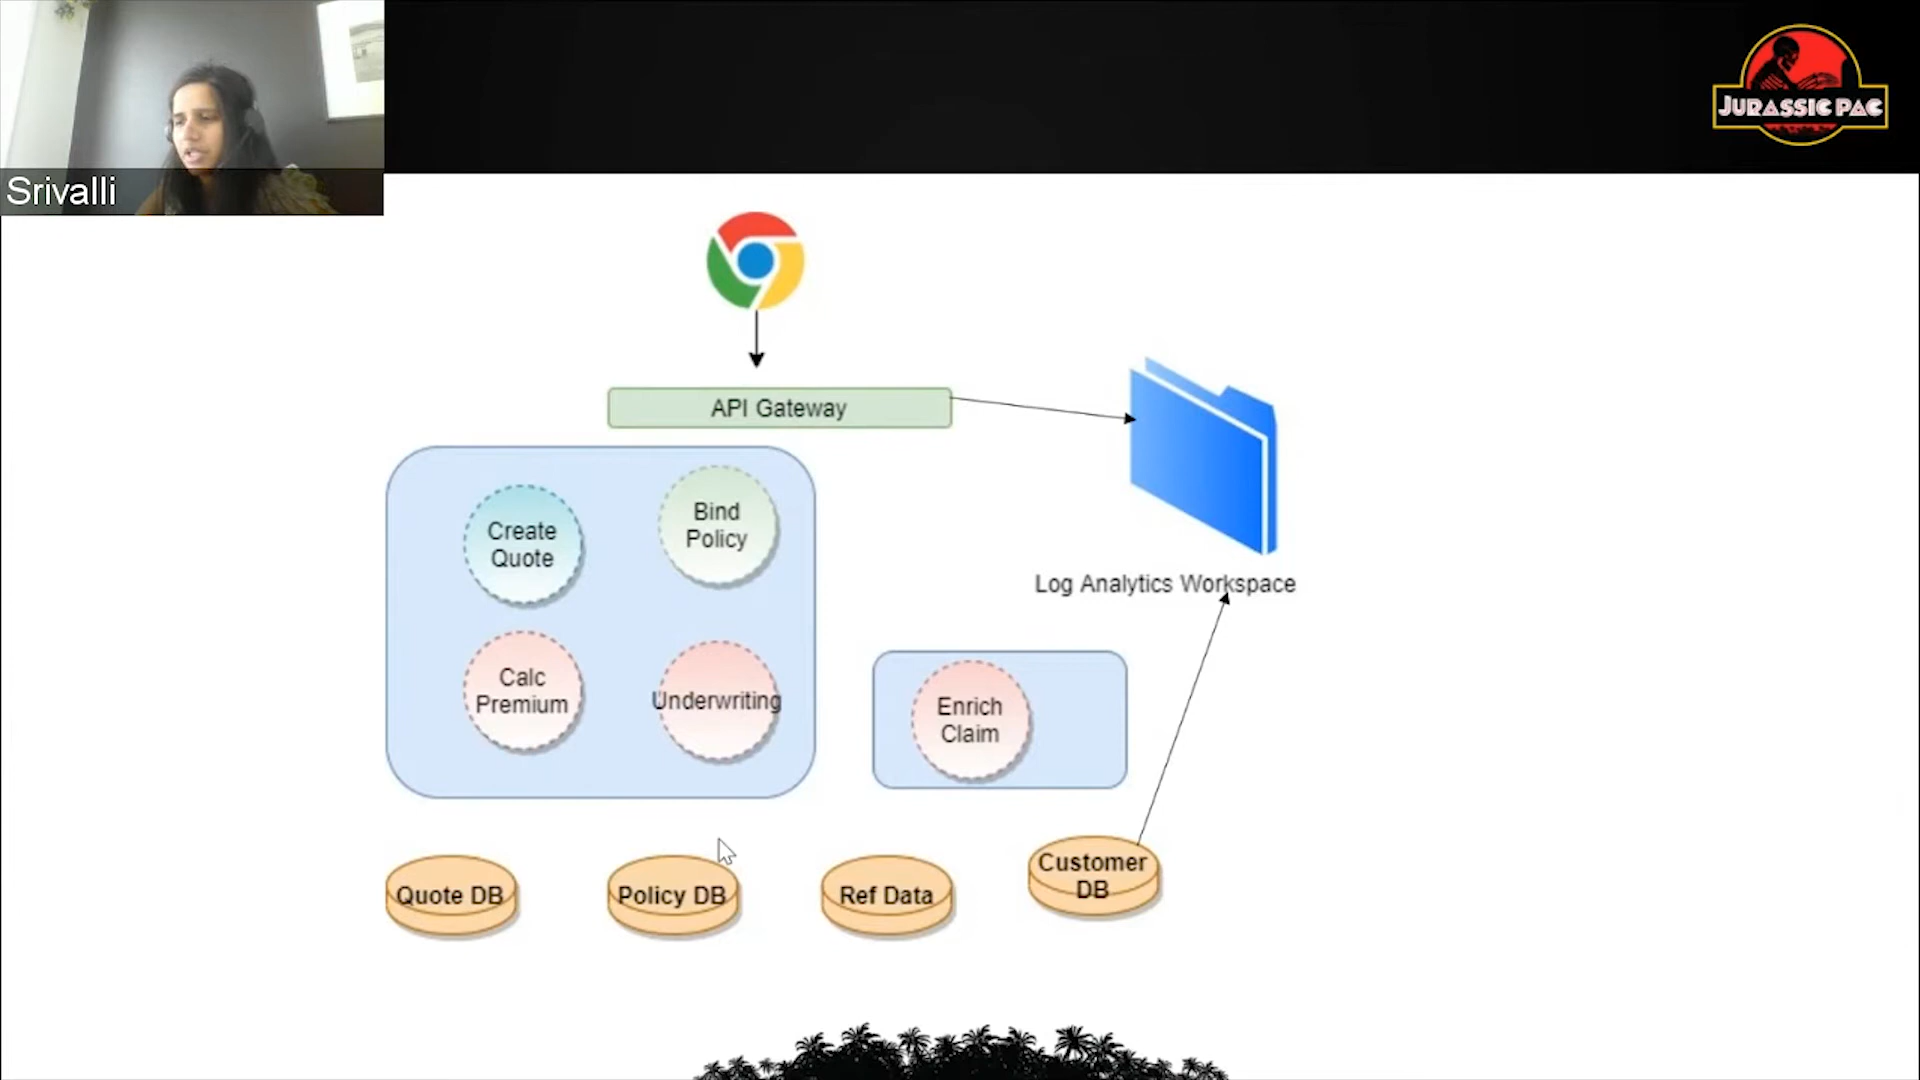 JURASSIC PAC
Srivalli
API Gateway
Create
Quote
Bind
Policy
Calc
Premium
Underwriting
Enrich
Claim
Log Analytics Workspace
Quote DB
Policy DB
Ref Data
Customer
DB